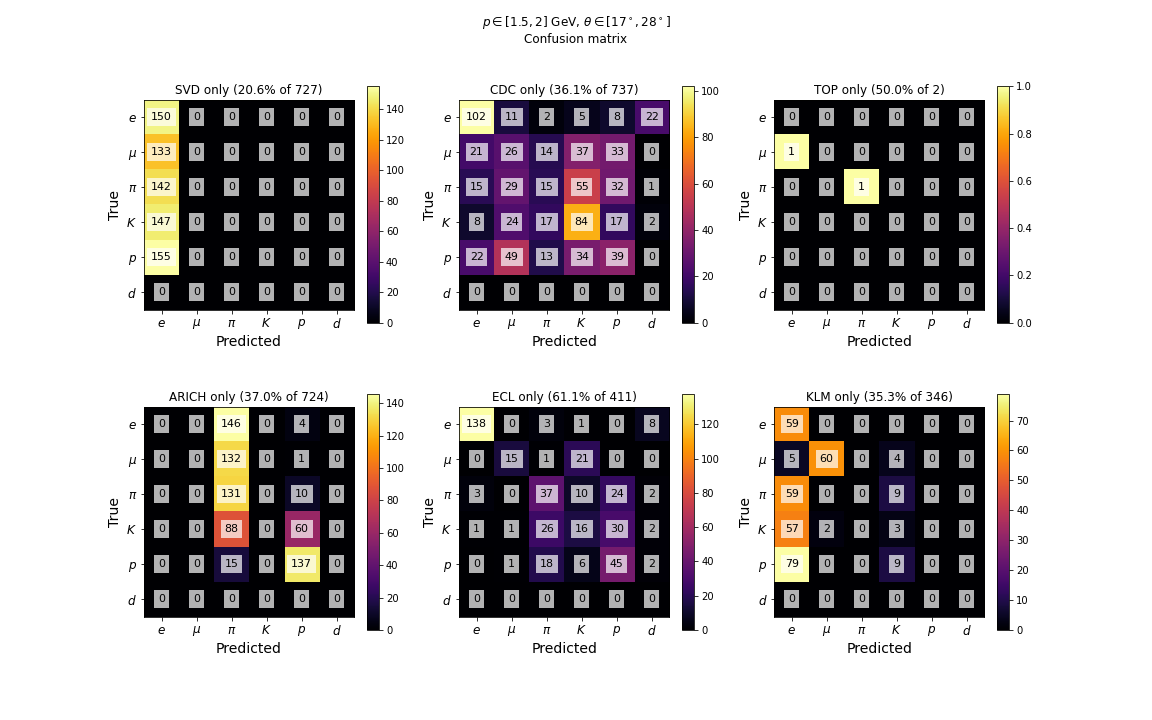 p ∈ [1.5, 2] GeV, θ ∈ [17°, 28°]
Confusion matrix
SVD only (20.6% of 727)
e 150 0 0 0 0 0
μ 133 0 0 0 0 0
π 142 0 0 0 0 0
K 147 0 0 0 0 0
p 155 0 0 0 0 0
d 0 0 0 0 0 0
e μ π K p d
True
Predicted
140
120
100
80
60
40
20
0
CDC only (36.1% of 737)
e 102 11 2 5 8 22
μ 21 26 14 37 33 0
π 15 29 15 55 32 1
K 8 24 17 84 17 2
p 22 49 13 34 39 0
d 0 0 0 0 0 0
e μ π K p d
True
Predicted
100
80
60
40
20
0
TOP only (50.0% of 2)
e 0 0 0 0 0 0
μ 1 0 0 0 0 0
π 0 0 1 0 0 0
K 0 0 0 0 0 0
p 0 0 0 0 0 0
d 0 0 0 0 0 0
e μ π K p d
True
Predicted
1.0
0.8
0.6
0.4
0.2
0.0
ARICH only (37.0% of 724)
e 0 0 146 0 4 0
μ 0 0 132 0 1 0
π 0 0 131 0 10 0
K 0 0 88 0 60 0
p 0 0 15 0 137 0
d 0 0 0 0 0 0
e μ π K p d
True
Predicted
140
120
100
80
60
40
20
0
ECL only (61.1% of 411)
e 138 0 3 1 0 8
μ 0 15 1 21 0 0
π 3 0 37 10 24 2
K 1 1 26 16 30 2
p 0 1 18 6 45 2
d 0 0 0 0 0 0
e μ π K p d
True
Predicted
120
100
80
60
40
20
0
KLM only (35.3% of 346)
e 59 0 0 0 0 0
μ 5 60 0 4 0 0
π 59 0 0 9 0 0
K 57 2 0 3 0 0
p 79 0 0 9 0 0
d 0 0 0 0 0 0
e μ π K p d
True
Predicted
70
60
50
40
30
20
10
0